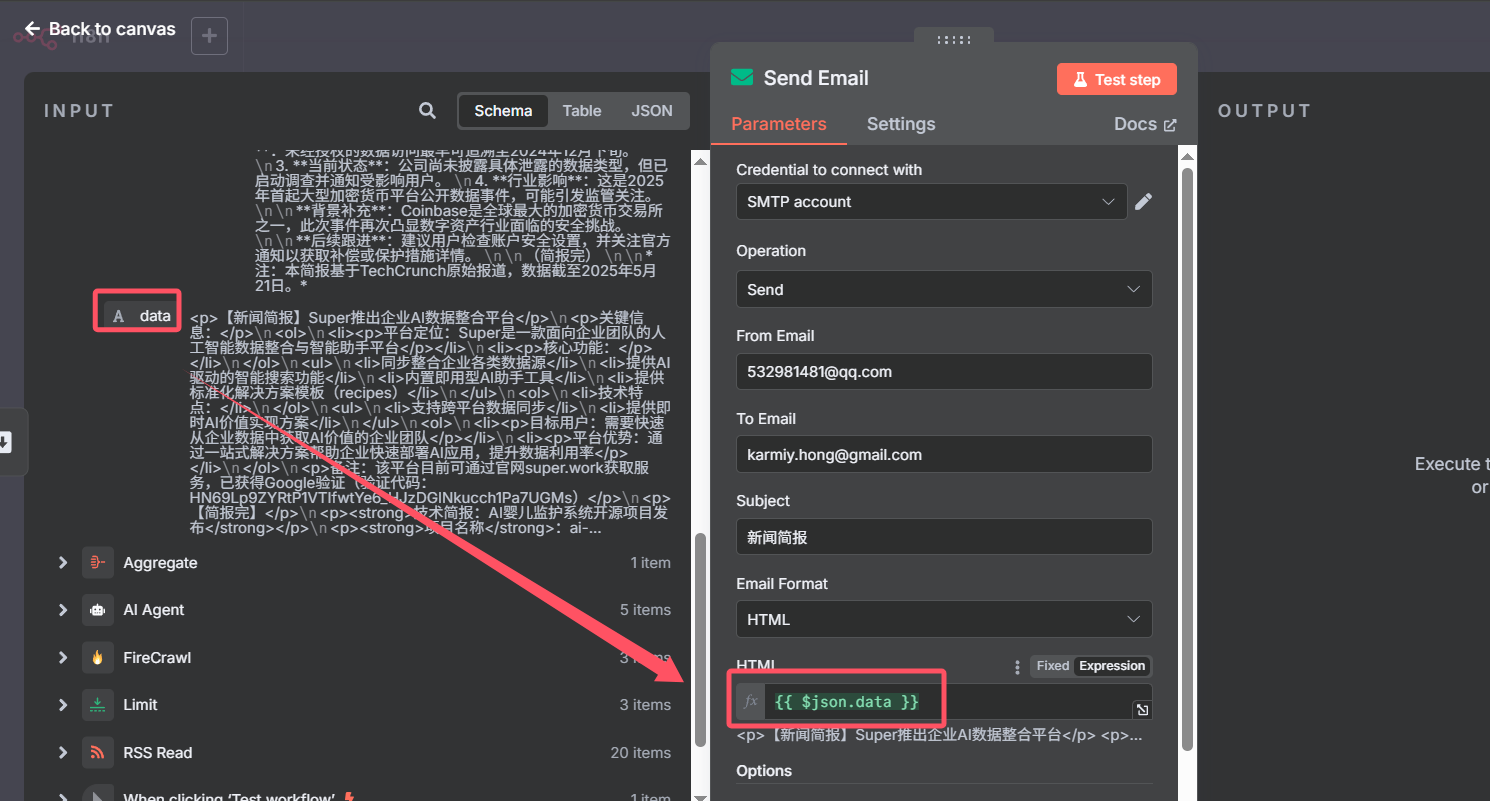 Back to canvas
n8n
INPUT
Schema
Table
JSON
**：未经授权的数据访问最早可追溯至2024年12月下旬。
\n3. **当前状态**：公司尚未披露具体泄露的数据类型，但已
启动调查并通知受影响用户。 \n4. **行业影响**：这是2025
年首起大型加密货币平台公开数据事件，可能引发监管关注。
\n\n**背景补充**：Coinbase是全球最大的加密货币交易所
之一，此次事件再次凸显数字资产行业面临的安全挑战。
\n\n**后续跟进**：建议用户检查账户安全设置，并关注官方
通知以获取补偿或保护措施详情。 \n\n（简报完） \n\n*
注：本简报基于TechCrunch原始报道，数据截至2025年5月
21日。*
A data
<p>【新闻简报】Super推出企业AI数据整合平台</p>\n<p>关键信
息：</p>\n<ol>\n<li><p>平台定位：Super是一款面向企业团队的人
工智能数据整合与智能助手平台</p></li>\n<li><p>核心功能：</p>
</li>\n</ol>\n<ul>\n<li>同步整合企业各类数据源</li>\n<li>提供AI
驱动的智能搜索功能</li>\n<li>内置即用型AI助手工具</li>\n<li>提供
标准化解决方案模板（recipes）</li>\n</ul>\n<ol>\n<li>技术特
点：</li>\n</ol>\n<ul>\n<li>支持跨平台数据同步</li>\n<li>提供即
时AI价值实现方案</li>\n</ul>\n<ol>\n<li><p>目标用户：需要快速
从企业数据中获取AI价值的企业团队</p></li>\n<li><p>平台优势：通
过一站式解决方案帮助企业快速部署AI应用，提升数据利用率</p>
</li>\n</ol>\n<p>备注：该平台目前可通过官网super.work获取服
务，已获得Google验证（验证代码：
【简报完】</p>\n<p><strong>技术简报：AI婴儿监护系统开源项目发
布</strong></p>\n<p><strong>项目名称</strong>：ai-...
Aggregate
1 item
AI Agent
5 items
FireCrawl
3 items
Limit
3 items
RSS Read
20 items
When clicking ‘Test workflow’
1 item
Send Email
Test step
Parameters
Settings
Docs
Credential to connect with
SMTP account
Operation
Send
From Email
532981481@qq.com
To Email
karmiy.hong@gmail.com
Subject
新闻简报
Email Format
HTML
HTML
Fixed
Expression
fx
{{ $json.data }}
<p>【新闻简报】Super推出企业AI数据整合平台</p> <p>...
Options
OUTPUT
Execute t
or